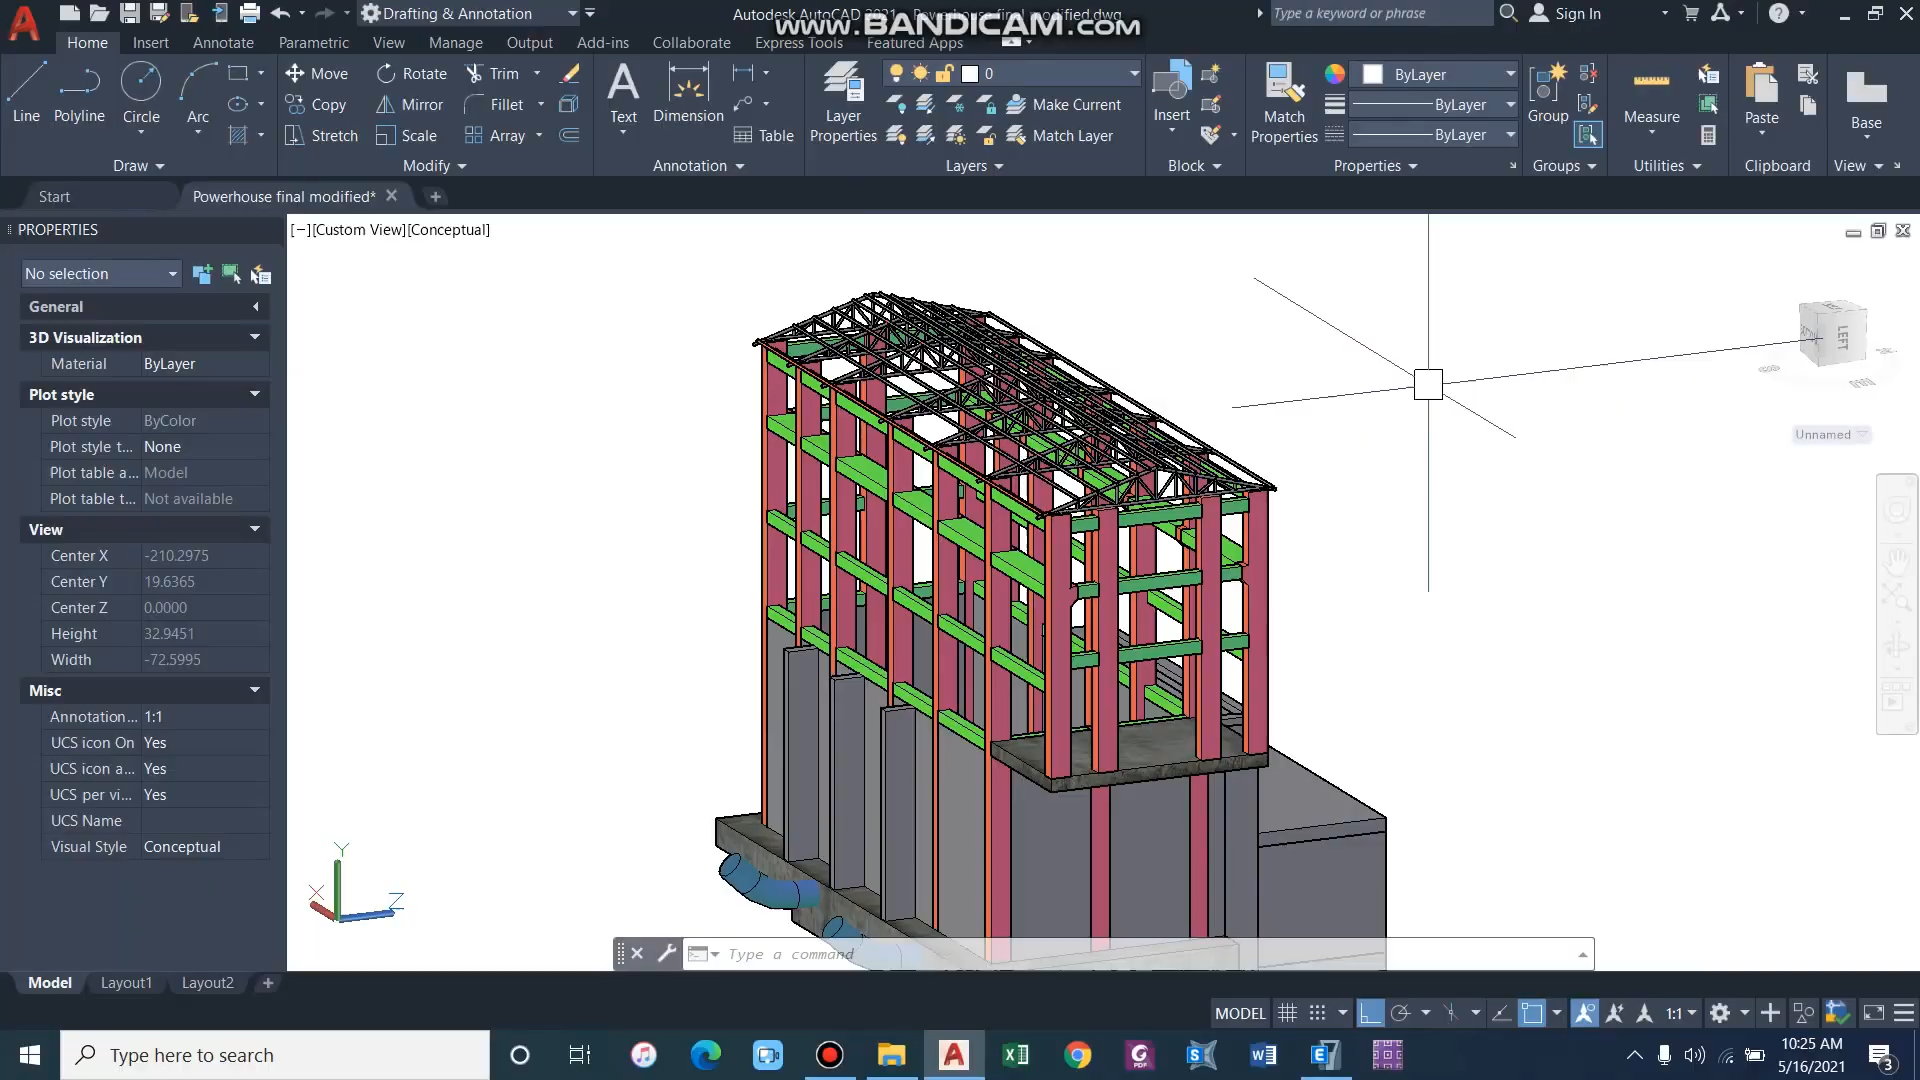 Drafting & Annotation
Autodesk AutoCAD 2021 Powerhouse final modified.dwg
www.BANDICAM.com
Type a keyword or phrase
Sign In
Home Insert Annotate Parametric View Manage Output Add-ins Collaborate Express Tools Featured Apps
Line Polyline Circle Arc
Draw
Move Rotate Trim
Copy Mirror Fillet
Stretch Scale Array
Modify
Text Dimension Table
Annotation
Layer Properties
0
Make Current
Match Layer
Layers
Insert
Block
Match Properties
ByLayer
ByLayer
ByLayer
Properties
Group
Groups
Measure
Utilities
Paste
Clipboard
Base
View
Start
Powerhouse final modified*
PROPERTIES
[−][Custom View][Conceptual]
No selection
General
3D Visualization
Material ByLayer
Plot style
Plot style ByColor
Plot style t... None
Plot table a... Model
Plot table t... Not available
View
Center X -210.2975
Center Y 19.6365
Center Z 0.0000
Height 32.9451
Width -72.5995
Misc
Annotation... 1:1
UCS icon On Yes
UCS icon a... Yes
UCS per vi... Yes
UCS Name
Visual Style Conceptual
LEFT
Unnamed
Y
X
Z
Type a command
Model Layout1 Layout2
MODEL
1:1
Type here to search
10:25 AM
5/16/2021
3